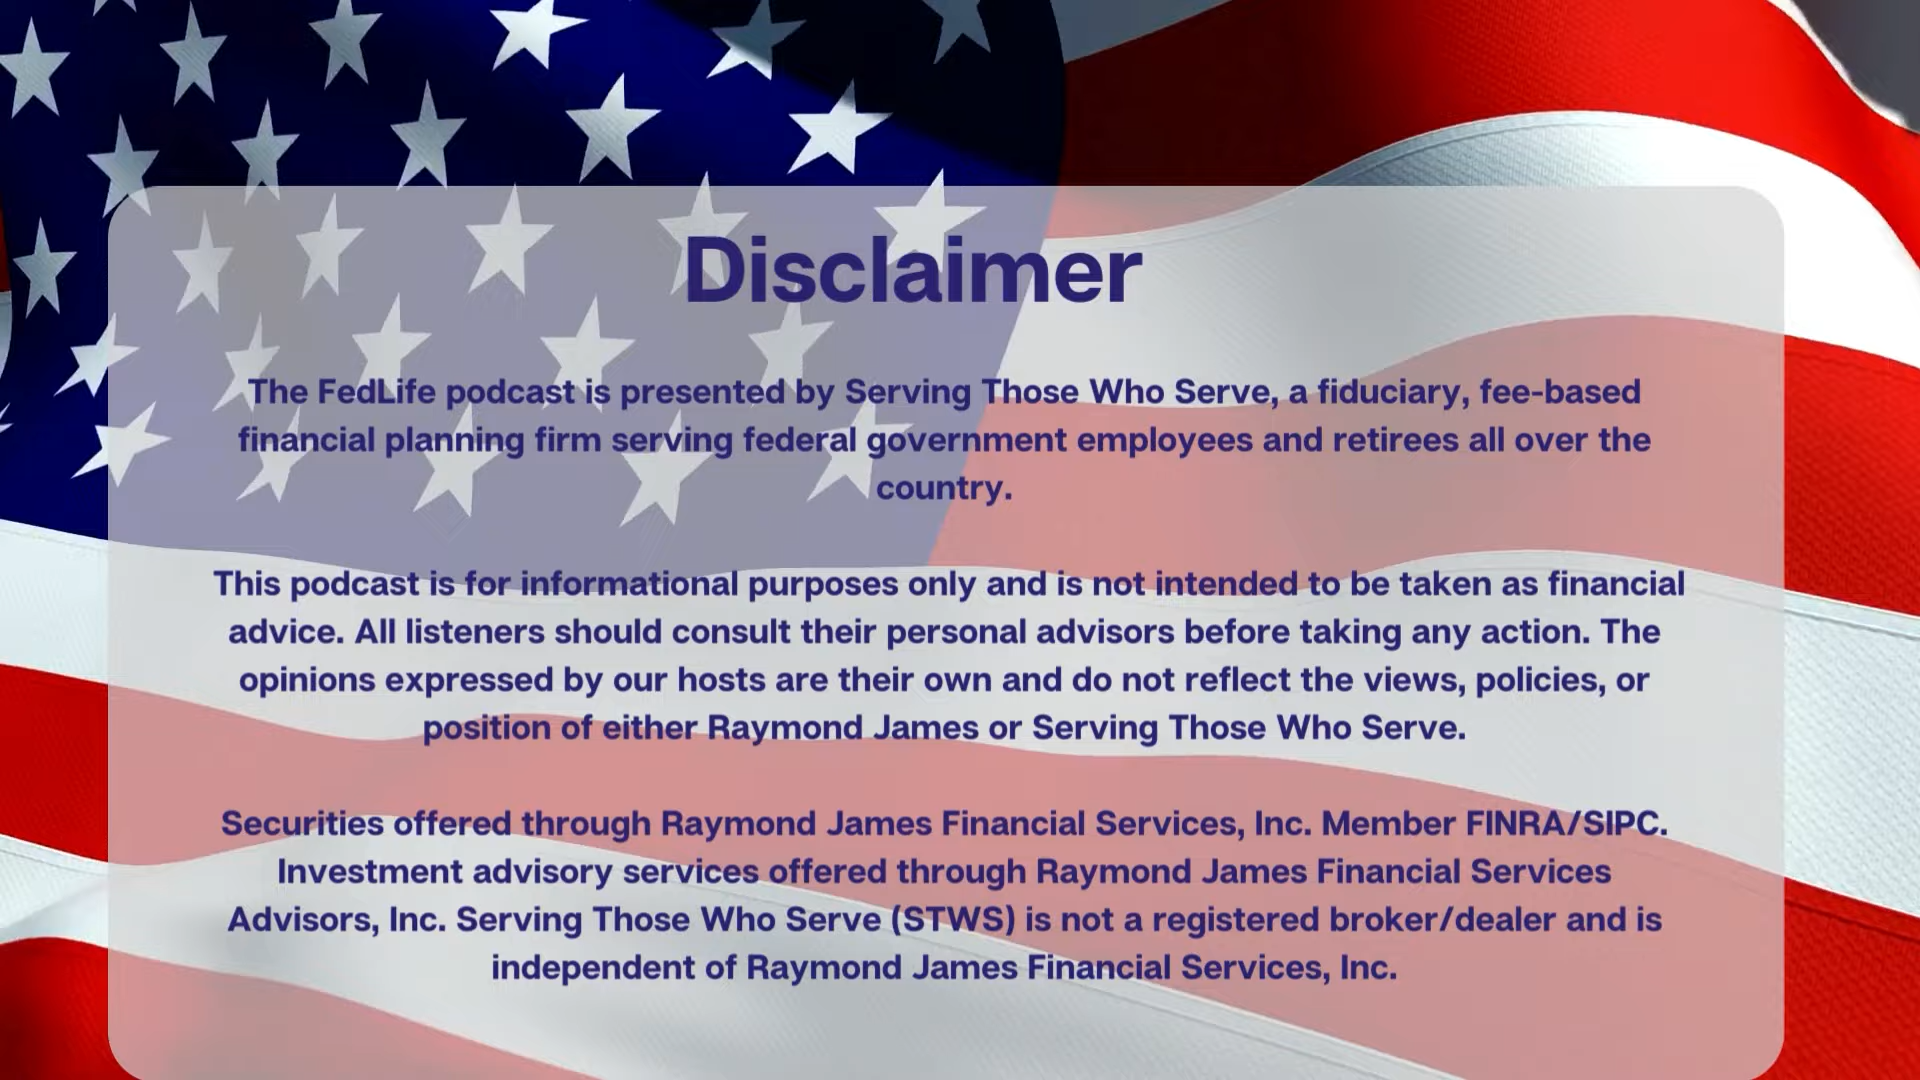 Disclaimer
The FedLife podcast is presented by Serving Those Who Serve, a fiduciary, fee-based
financial planning firm serving federal government employees and retirees all over the
country.
This podcast is for informational purposes only and is not intended to be taken as financial
advice. All listeners should consult their personal advisors before taking any action. The
opinions expressed by our hosts are their own and do not reflect the views, policies, or
position of either Raymond James or Serving Those Who Serve.
Securities offered through Raymond James Financial Services, Inc. Member FINRA/SIPC.
Investment advisory services offered through Raymond James Financial Services
Advisors, Inc. Serving Those Who Serve (STWS) is not a registered broker/dealer and is
independent of Raymond James Financial Services, Inc.